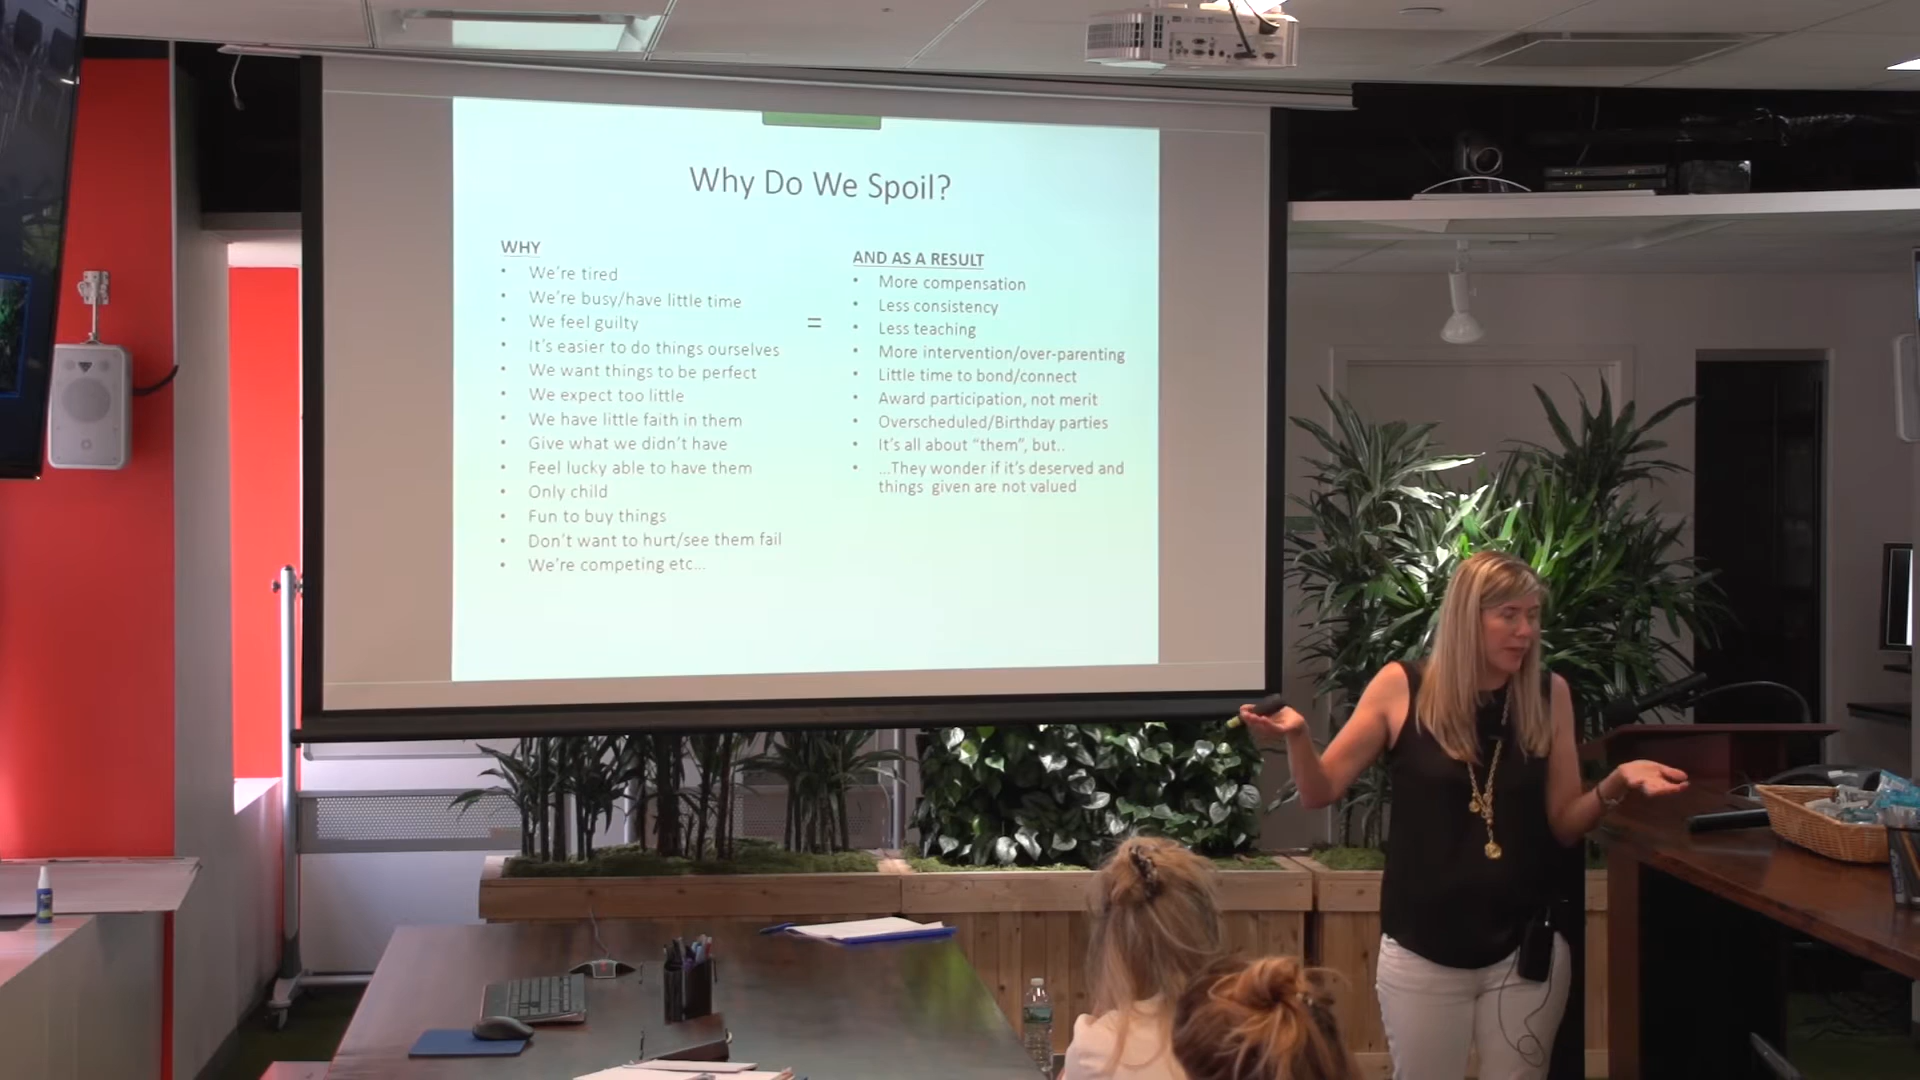 Why Do We Spoil?
WHY
• We're tired
• We're busy/have little time
• We feel guilty
• It's easier to do things ourselves
• We want things to be perfect
• We expect too little
• We have little faith in them
• Give what we didn't have
• Feel lucky able to have them
• Only child
• Fun to buy things
• Don't want to hurt/see them fail
• We're competing etc...
=
AND AS A RESULT
• More compensation
• Less consistency
• Less teaching
• More intervention/over-parenting
• Little time to bond/connect
• Award participation, not merit
• Overscheduled/Birthday parties
• It's all about "them", but..
• ...They wonder if it's deserved and
things given are not valued